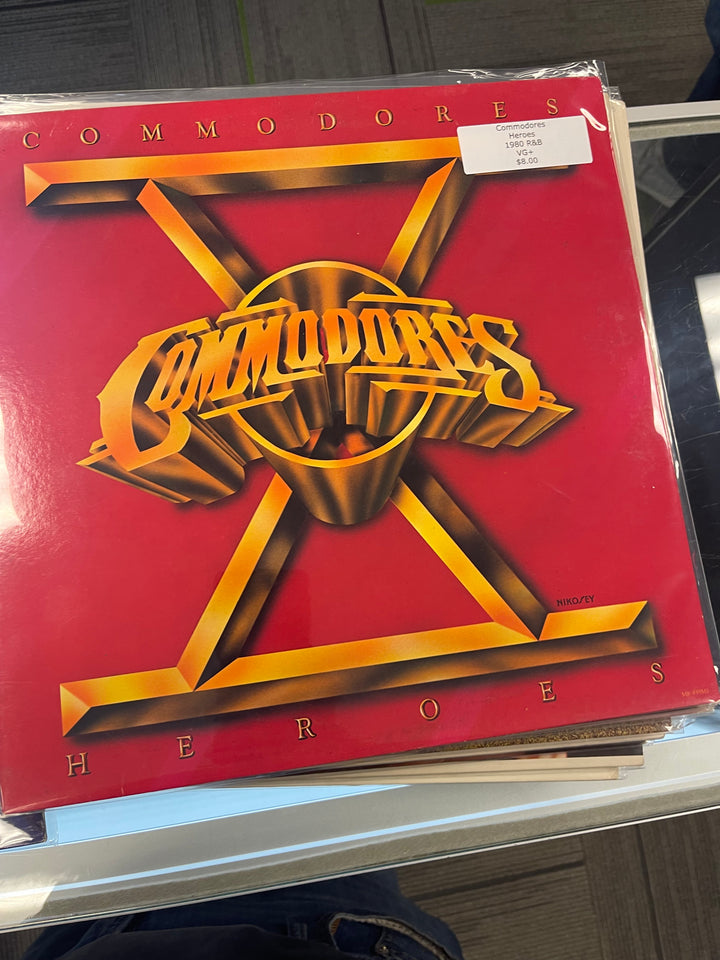 COMMODORES
Commodores
Heroes
1980 R&B
VG+
$8.00
COMMODORES
NIKOSEY
HEROES